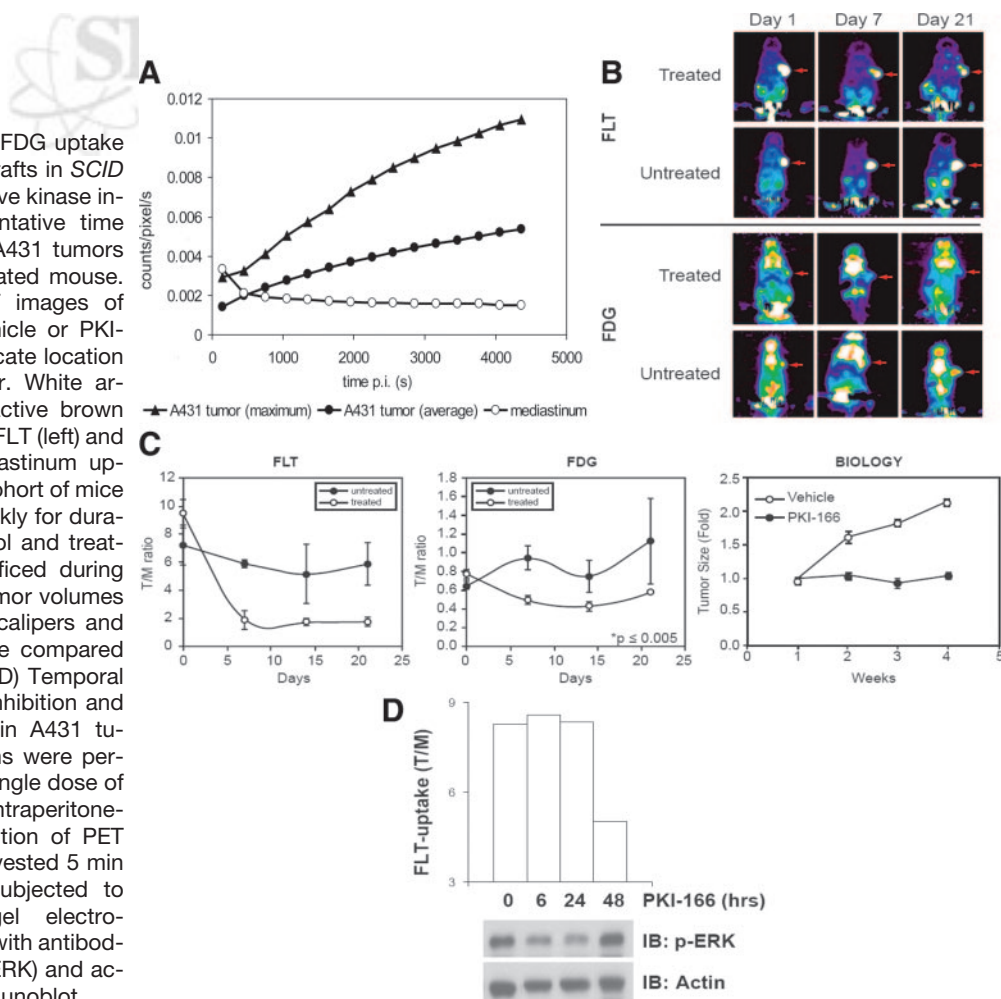 FDG uptake
rafts in SCID
ve kinase in-
entative time
A431 tumors
ated mouse.
images of
hicle or PKI-
cate location
r. White ar-
active brown
FLT (left) and
astinum up-
ohort of mice
kly for dura-
ol and treat-
ficed during
mor volumes
calipers and
e compared
D) Temporal
nhibition and
in A431 tu-
ns were per-
ingle dose of
ntraperitone-
tion of PET
vested 5 min
ubjected to
gel electro-
with antibod-
ERK) and ac-
unoblot.
A
0.012
0.01
0.008
0.006
0.004
0.002
0
counts/pixel/s
0 1000 2000 3000 4000 5000
time p.i. (s)
A431 tumor (maximum) A431 tumor (average) mediastinum
B
Day 1 Day 7 Day 21
FLT
Treated
Untreated
FDG
Treated
Untreated
C
FLT
untreated
treated
T/M ratio
12
10
8
6
4
2
0
0 5 10 15 20 25
Days
FDG
untreated
treated
T/M ratio
1.8
1.6
1.4
1.2
1.0
0.8
0.6
0.4
0.2
0.0
*p ≤ 0.005
0 5 10 15 20 25
Days
BIOLOGY
Vehicle
PKI-166
Tumor Size (Fold)
2.5
2.0
1.5
1.0
0.5
0.0
0 1 2 3 4 5
Weeks
D
FLT-uptake (T/M)
9
6
3
0 6 24 48 PKI-166 (hrs)
IB: p-ERK
IB: Actin